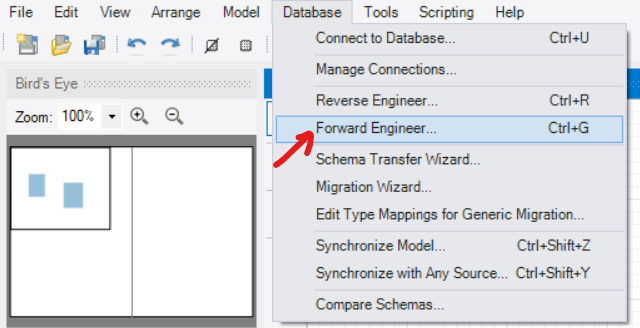 File Edit View Arrange Model Database Tools Scripting Help
Bird's Eye
Zoom: 100%
Connect to Database... Ctrl+U
Manage Connections...
Reverse Engineer... Ctrl+R
Forward Engineer... Ctrl+G
Schema Transfer Wizard...
Migration Wizard...
Edit Type Mappings for Generic Migration...
Synchronize Model... Ctrl+Shift+Z
Synchronize with Any Source... Ctrl+Shift+Y
Compare Schemas...